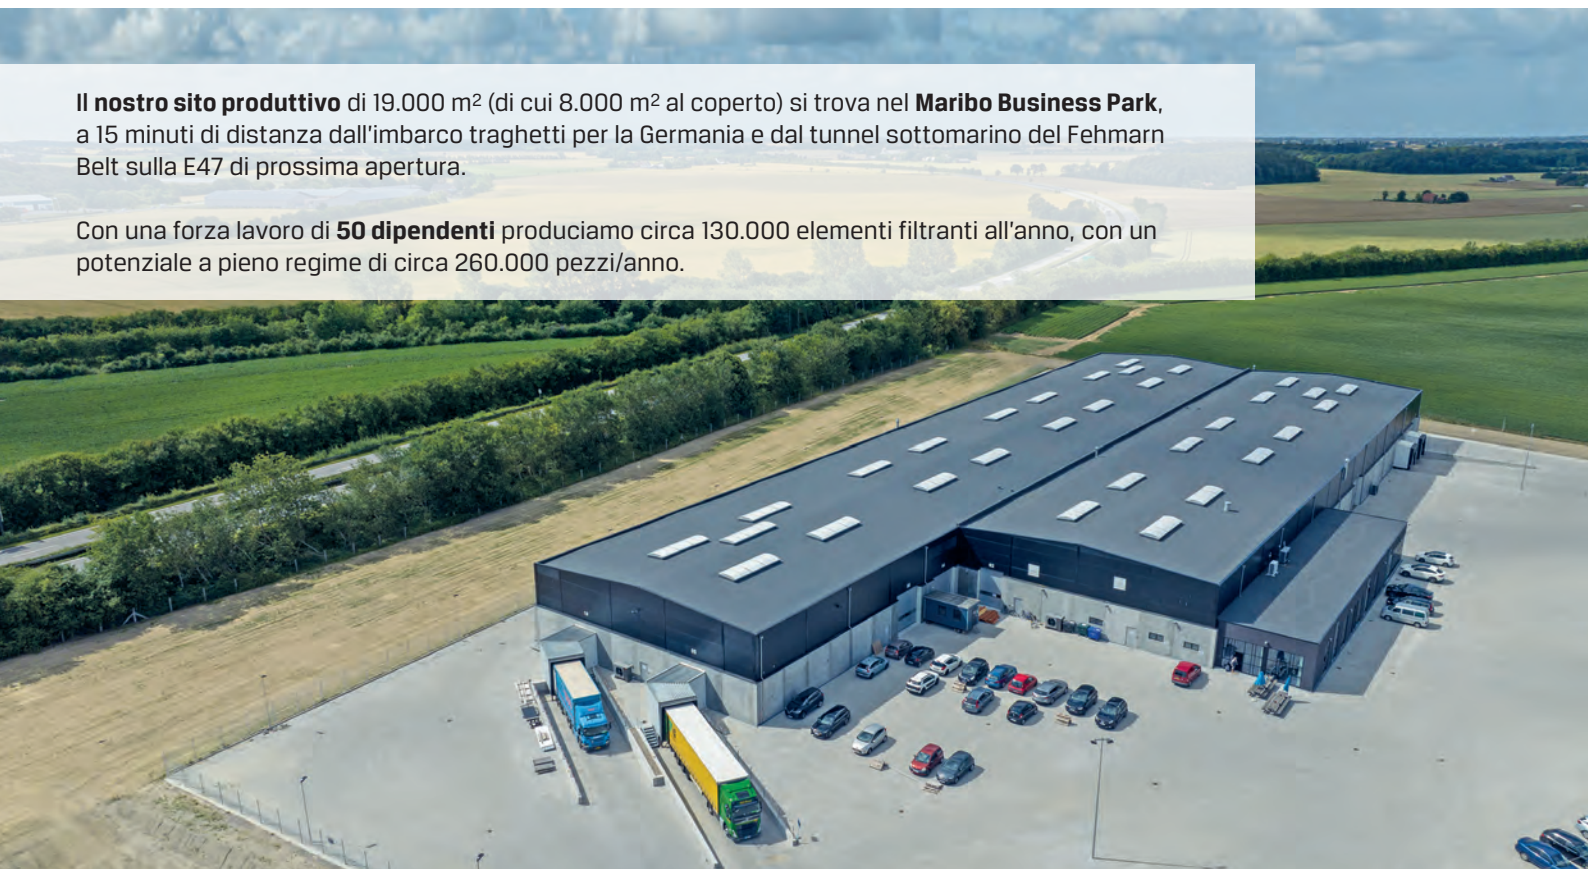 Il nostro sito produttivo di 19.000 m² (di cui 8.000 m² al coperto) si trova nel Maribo Business Park,
a 15 minuti di distanza dall'imbarco traghetti per la Germania e dal tunnel sottomarino del Fehmarn
Belt sulla E47 di prossima apertura.
Con una forza lavoro di 50 dipendenti produciamo circa 130.000 elementi filtranti all'anno, con un
potenziale a pieno regime di circa 260.000 pezzi/anno.